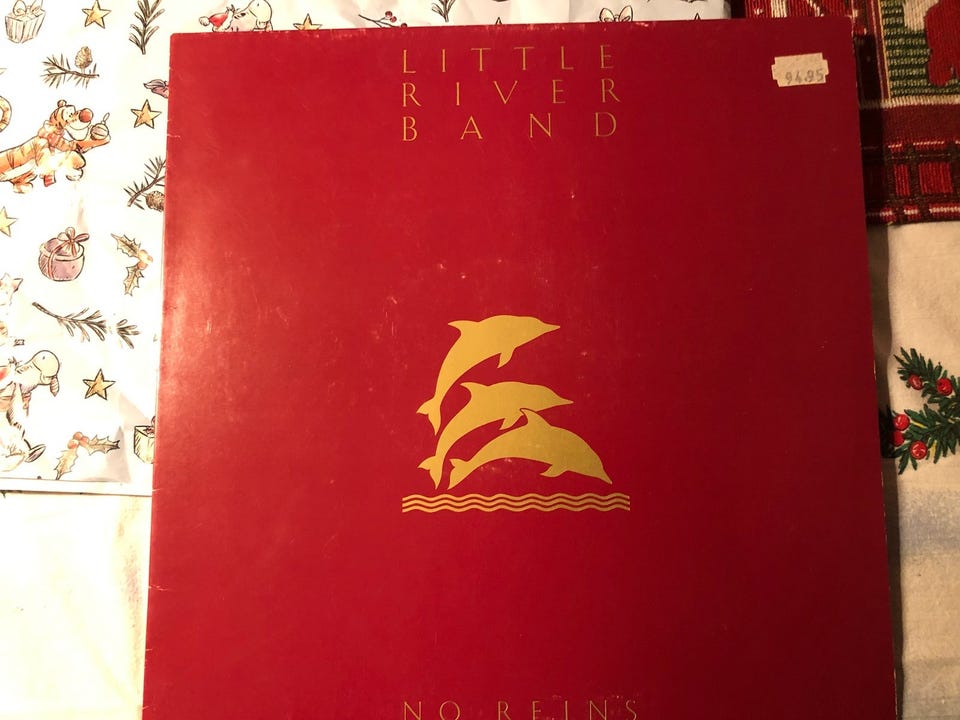 LITTLE
RIVER
BAND
94.95
NO REINS